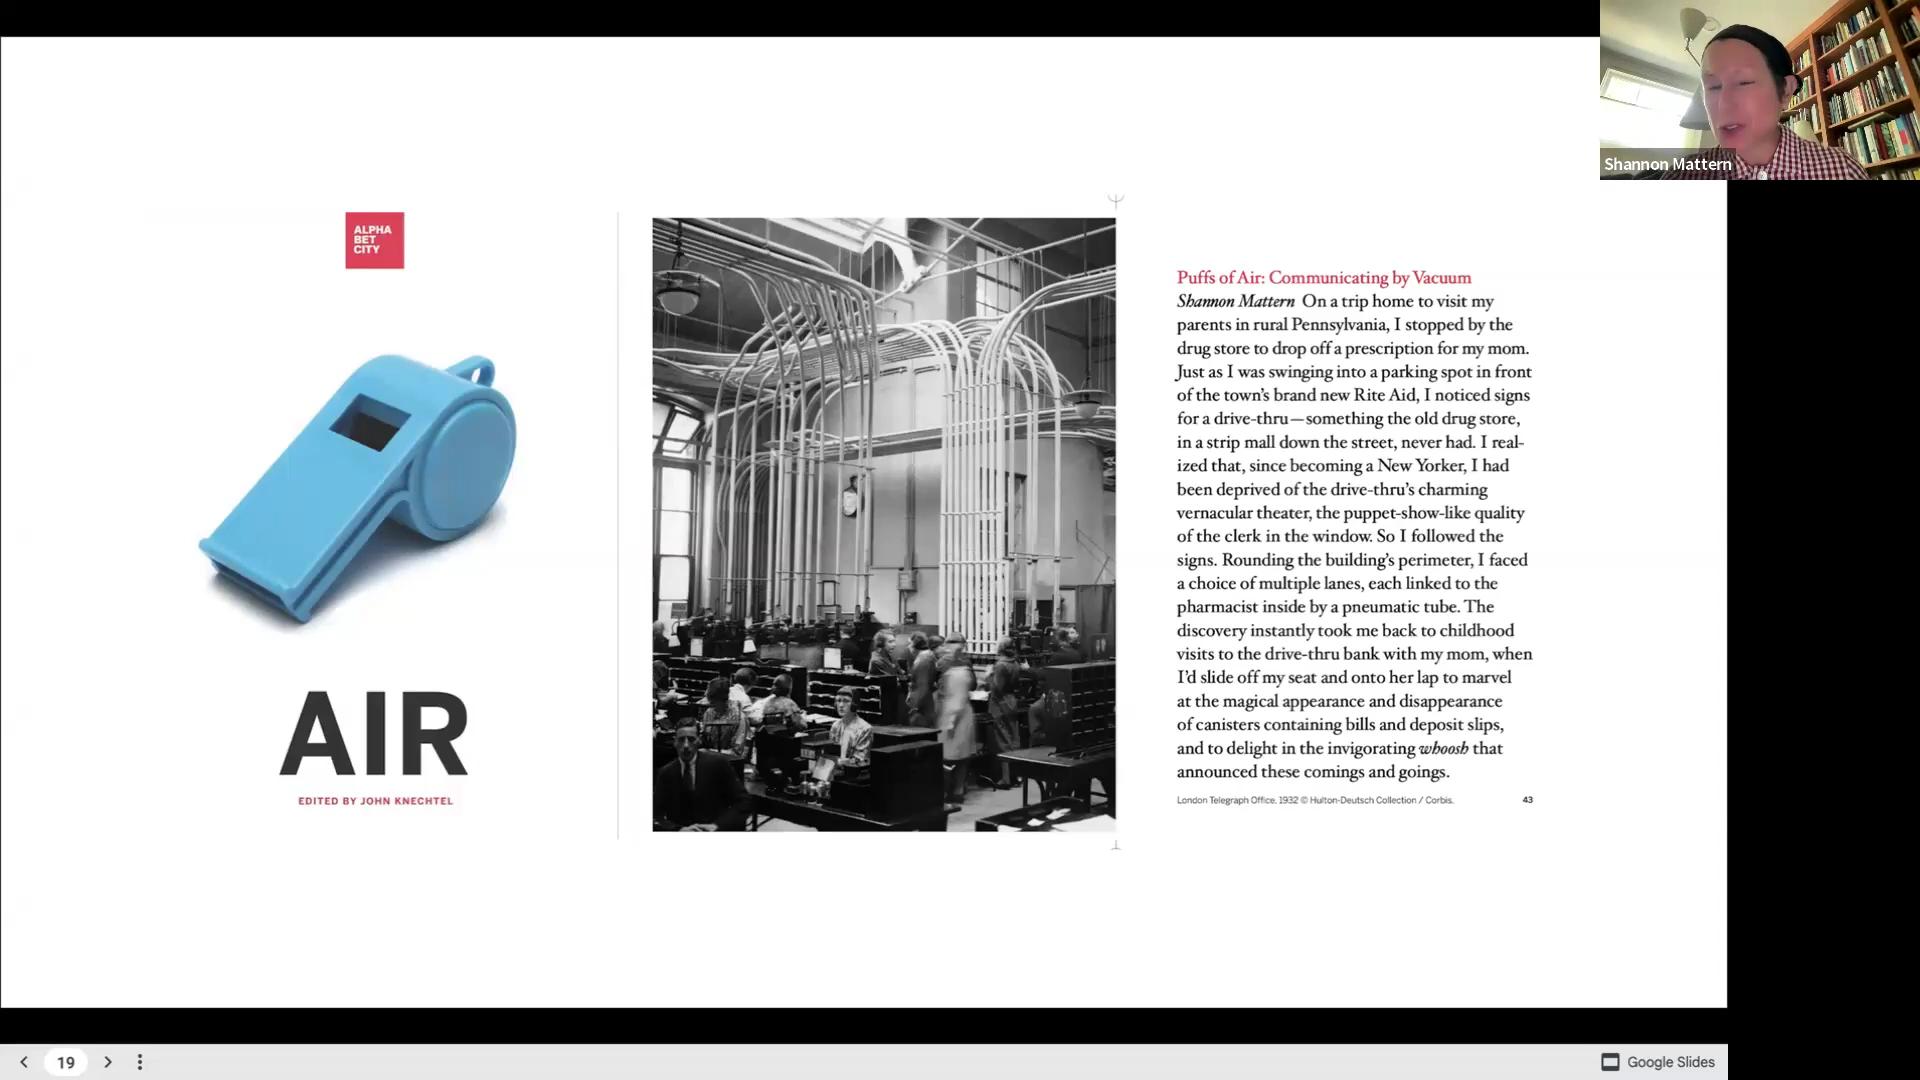 Shannon Mattern
ALPHA
BET
CITY
AIR
EDITED BY JOHN KNECHTEL
Puffs of Air: Communicating by Vacuum
Shannon Mattern On a trip home to visit my
parents in rural Pennsylvania, I stopped by the
drug store to drop off a prescription for my mom.
Just as I was swinging into a parking spot in front
of the town’s brand new Rite Aid, I noticed signs
for a drive-thru—something the old drug store,
in a strip mall down the street, never had. I real-
ized that, since becoming a New Yorker, I had
been deprived of the drive-thru’s charming
vernacular theater, the puppet-show-like quality
of the clerk in the window. So I followed the
signs. Rounding the building’s perimeter, I faced
a choice of multiple lanes, each linked to the
pharmacist inside by a pneumatic tube. The
discovery instantly took me back to childhood
visits to the drive-thru bank with my mom, when
I’d slide off my seat and onto her lap to marvel
at the magical appearance and disappearance
of canisters containing bills and deposit slips,
and to delight in the invigorating whoosh that
announced these comings and goings.
London Telegraph Office, 1932 © Hulton-Deutsch Collection / Corbis.
43
19
Google Slides